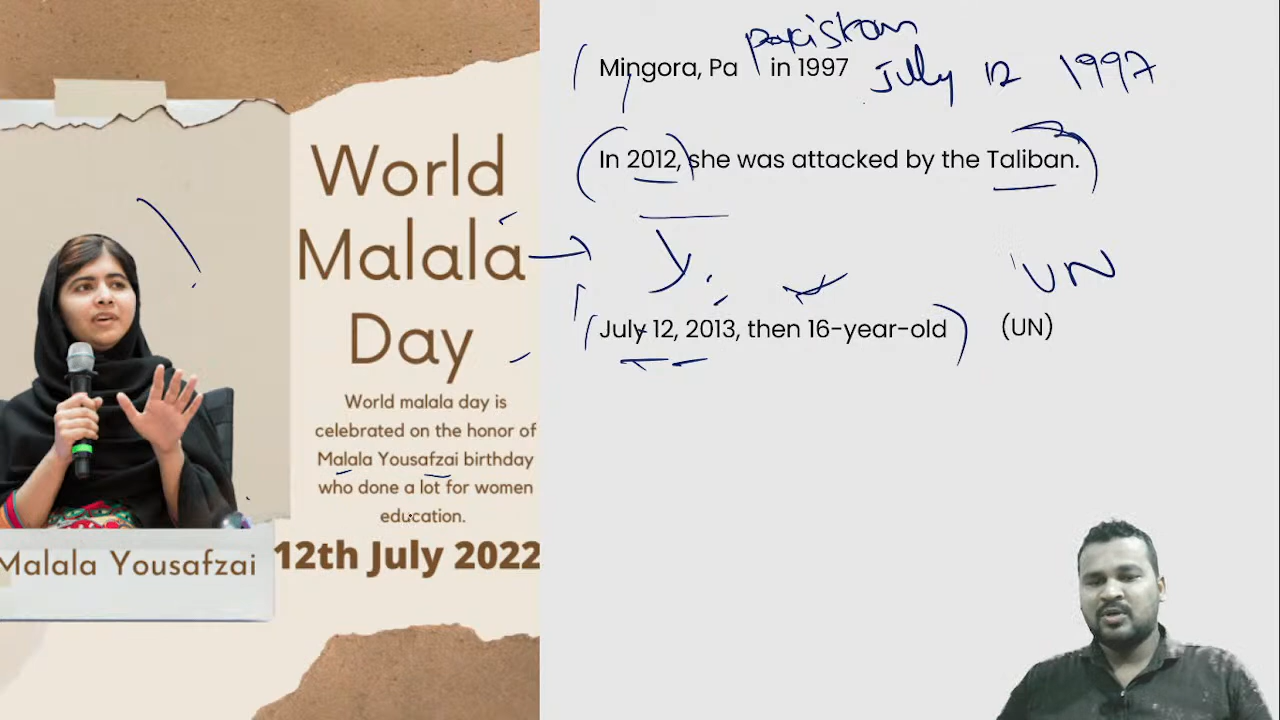 World
Malala
Day
World malala day is
celebrated on the honor of
Malala Yousafzai birthday
who done a lot for women
education.
12th July 2022
Malala Yousafzai
pakistan
Mingora, Pa in 1997 July 12 1997
In 2012, she was attacked by the Taliban.
UN
July 12, 2013, then 16-year-old (UN)